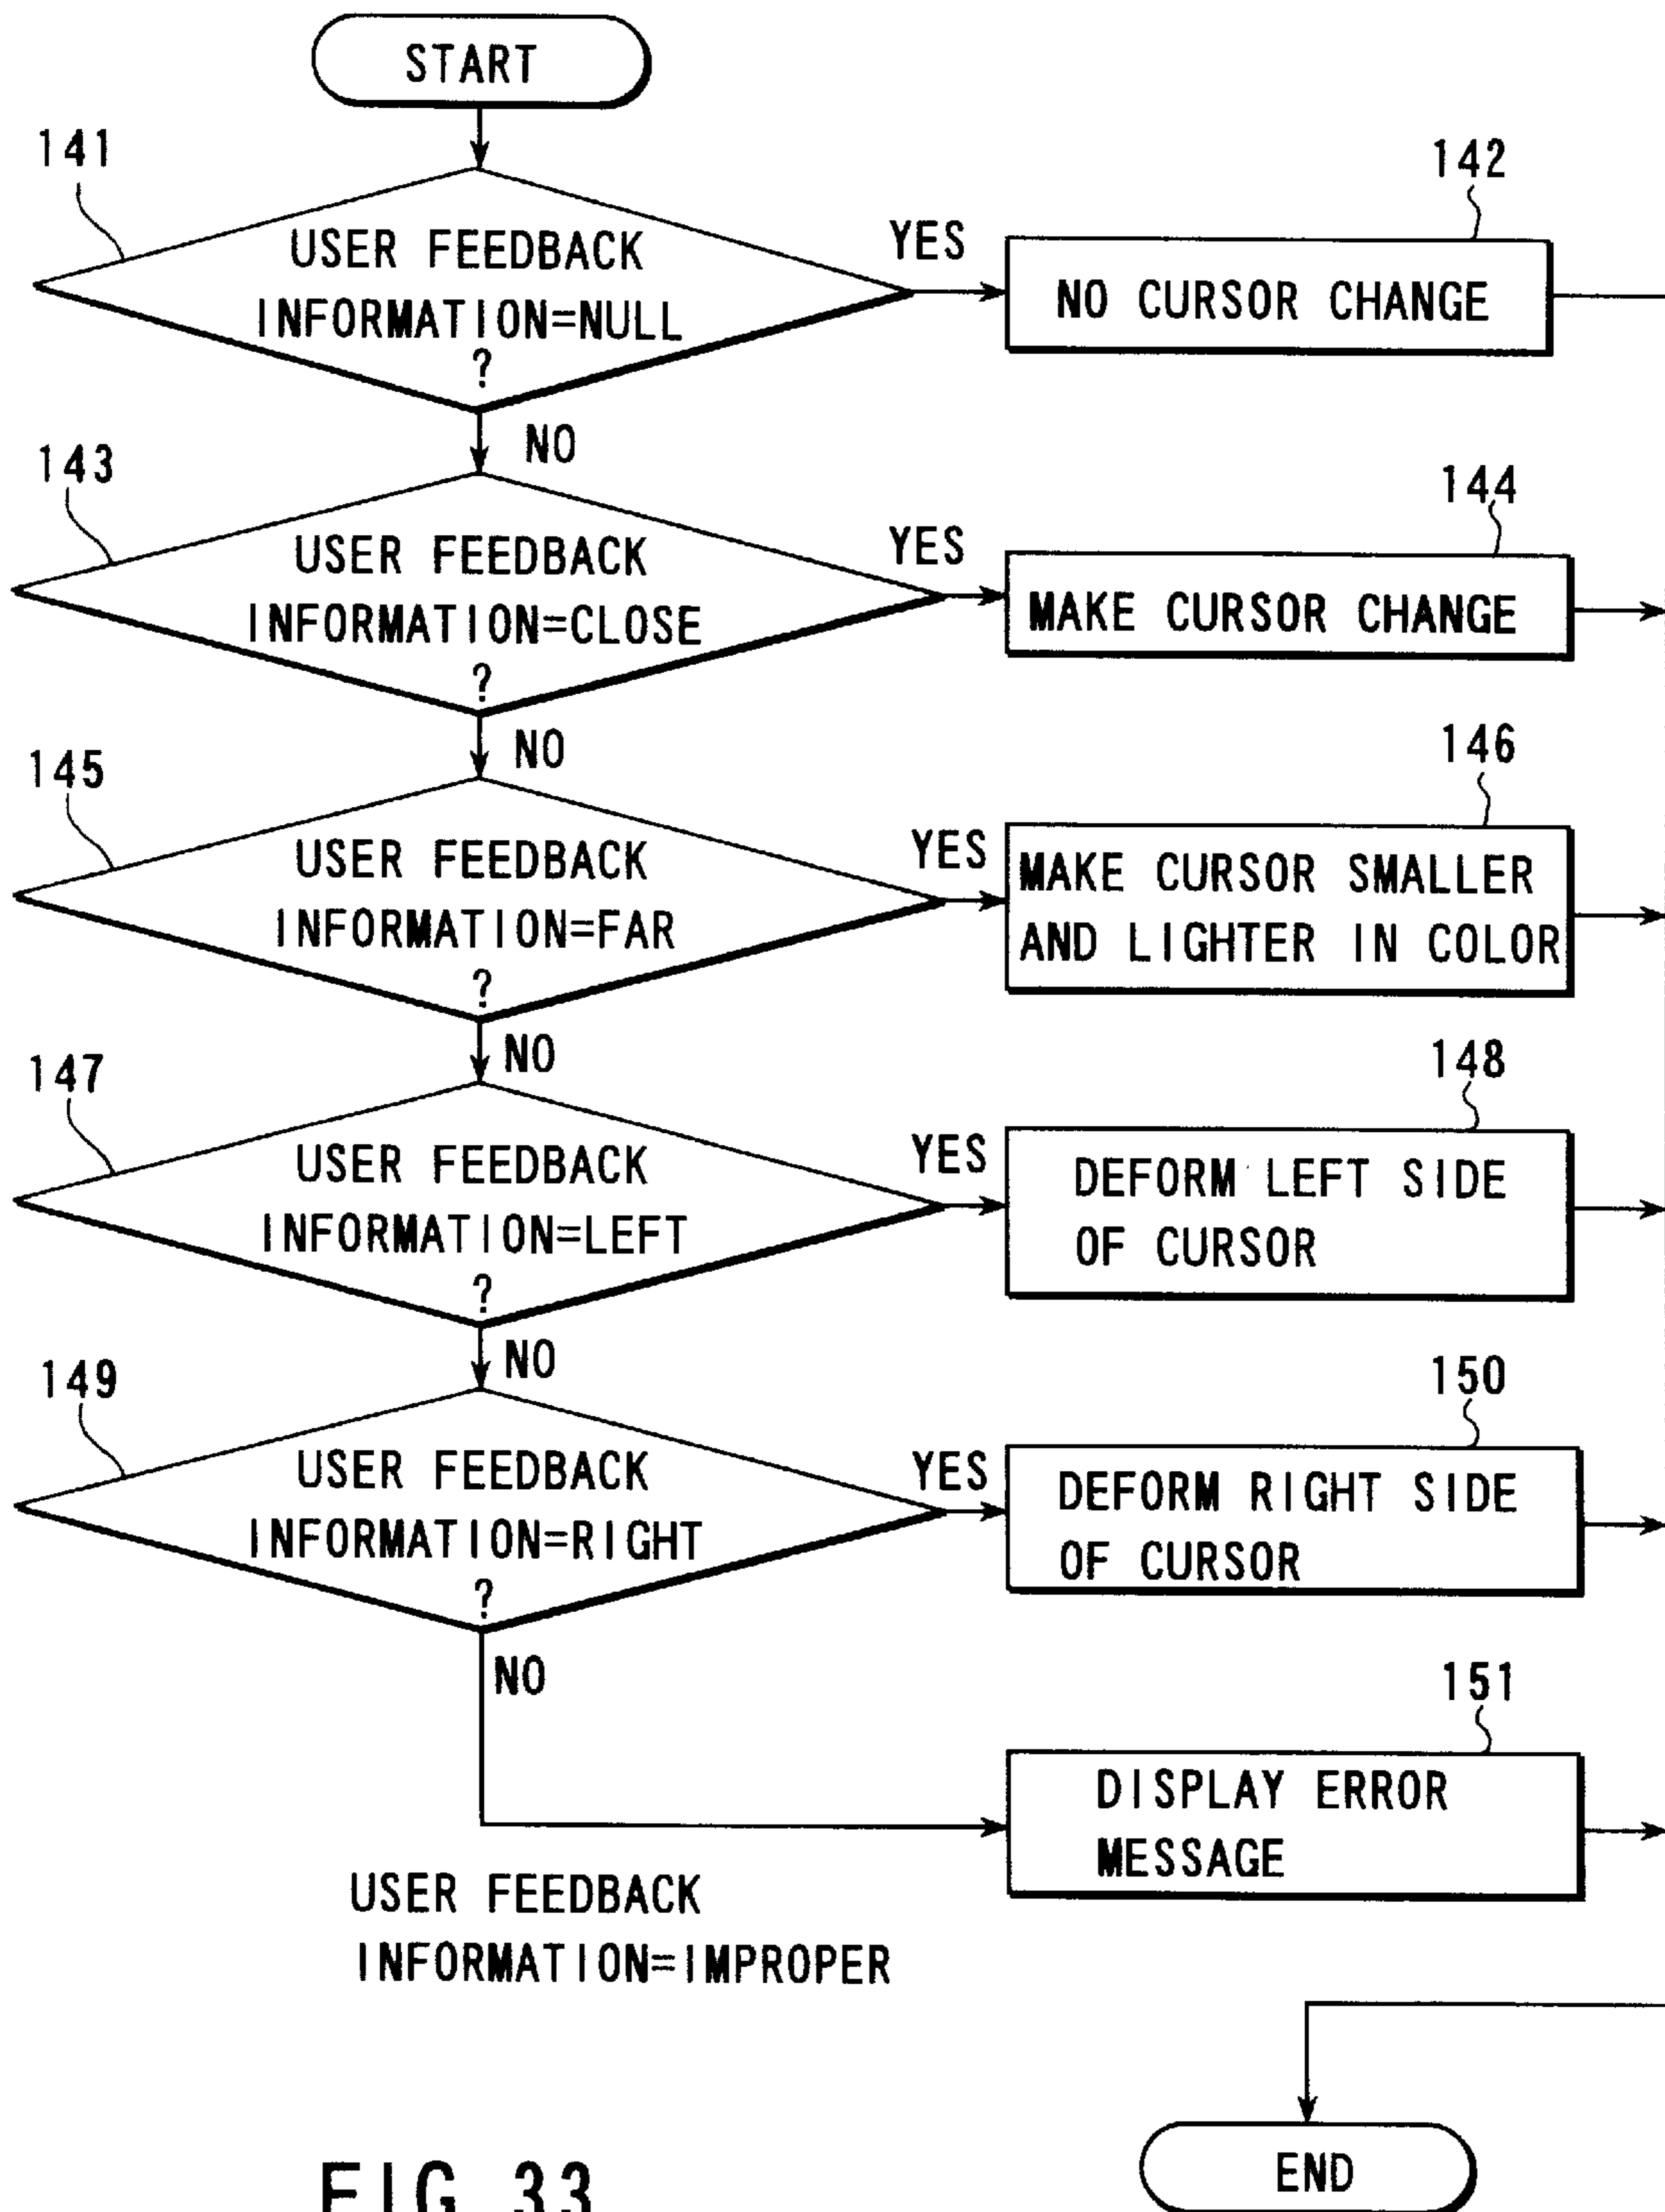 START
141
USER FEEDBACK
INFORMATION=NULL
?
YES
142
NO CURSOR CHANGE
NO
143
USER FEEDBACK
INFORMATION=CLOSE
?
YES
144
MAKE CURSOR CHANGE
NO
145
USER FEEDBACK
INFORMATION=FAR
?
YES
146
MAKE CURSOR SMALLER
AND LIGHTER IN COLOR
NO
147
USER FEEDBACK
INFORMATION=LEFT
?
YES
148
DEFORM LEFT SIDE
OF CURSOR
NO
149
USER FEEDBACK
INFORMATION=RIGHT
?
YES
150
DEFORM RIGHT SIDE
OF CURSOR
NO
151
DISPLAY ERROR
MESSAGE
USER FEEDBACK
INFORMATION=IMPROPER
END
FIG. 33